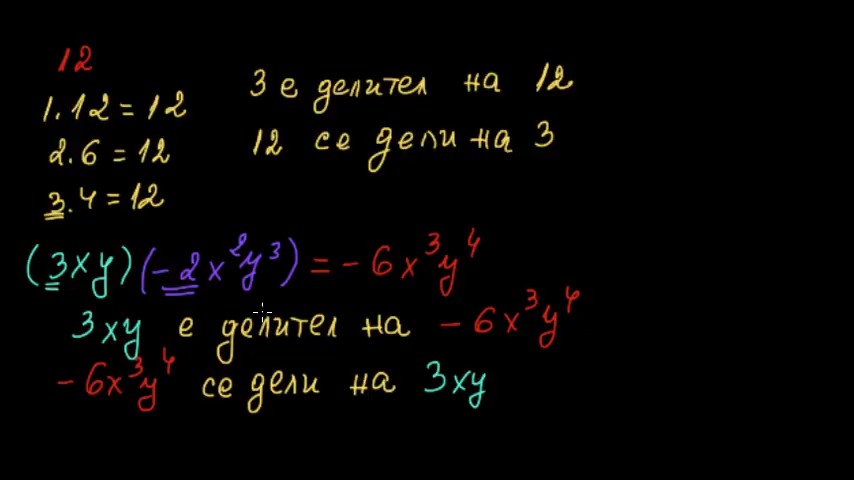 12
1.12=12
2.6=12
3.4=12
3 е делител на 12
12 се дели на 3
(3xy)(-2x²y³)=-6x³y⁴
3xy е делител на -6x³y⁴
-6x³y⁴ се дели на 3xy